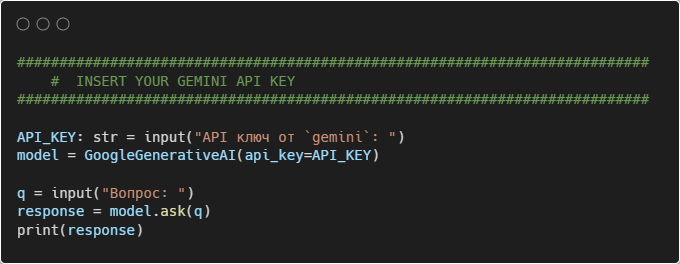 ###########################################################################
# INSERT YOUR GEMINI API KEY
###########################################################################
API_KEY: str = input("API ключ от `gemini`: ")
model = GoogleGenerativeAI(api_key=API_KEY)
q = input("Вопрос: ")
response = model.ask(q)
print(response)